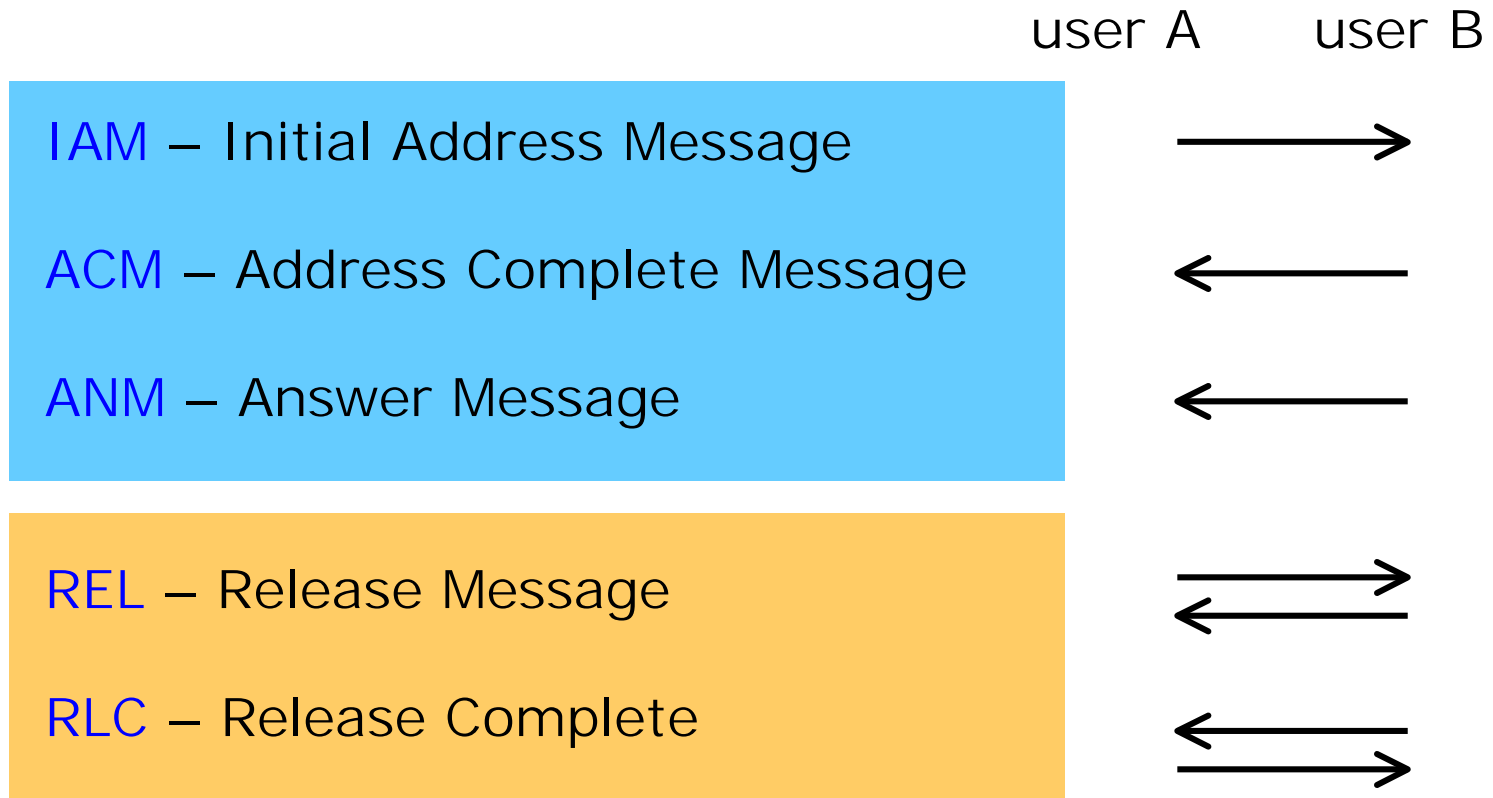 user A user B
IAM – Initial Address Message
ACM – Address Complete Message
ANM – Answer Message
REL – Release Message
RLC – Release Complete